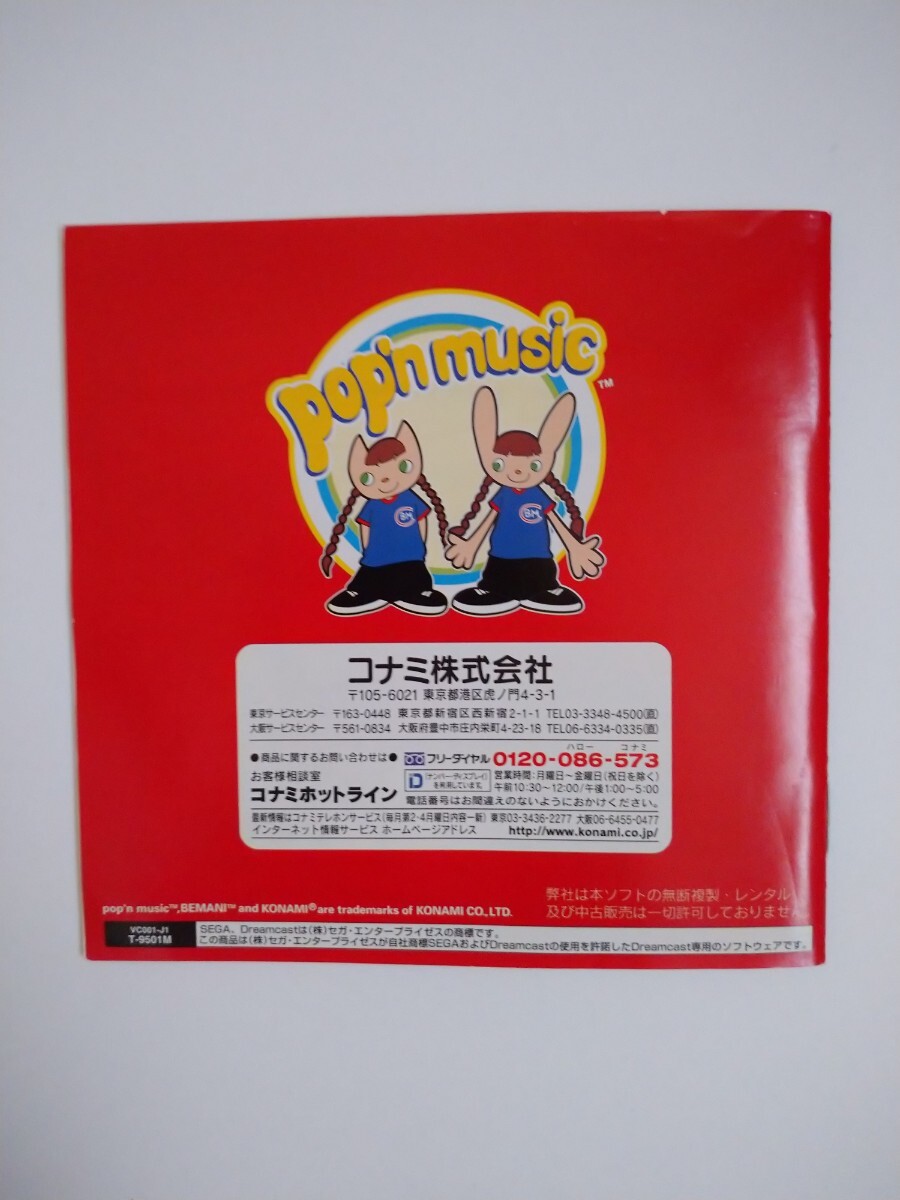 pop'n music TM
BM BM
コナミ株式会社
〒105-6021 東京都港区虎ノ門4-3-1
東京サービスセンター 〒163-0448 東京都新宿区西新宿2-1-1 TEL03-3348-4500(直)
大阪サービスセンター 〒561-0834 大阪府豊中市庄内栄町4-23-18 TEL06-6334-0335(直)
●商品に関するお問い合わせは●
お客様相談室
コナミホットライン
ハロー コナミ
フリーダイヤル 0120-086-573
D (ナンバー・ディスプレイ)を利用しています。
営業時間:月曜日〜金曜日(祝日を除く)
午前10:30〜12:00/午後1:00〜5:00
電話番号はお間違えのないようにおかけください。
最新情報はコナミテレホンサービス(毎月第2・4月曜日内容一新) 東京03-3436-2277 大阪06-6455-0477
インターネット情報サービス ホームページアドレス http://www.konami.co.jp/
弊社は本ソフトの無断複製・レンタル
及び中古販売は一切許可しておりません
pop'n music™,BEMANI™ and KONAMI® are trademarks of KONAMI CO.,LTD.
VC001-J1
T-9501M
SEGA、Dreamcastは(株)セガ・エンタープライゼスの商標です。
この商品は(株)セガ・エンタープライゼスが自社商標SEGAおよびDreamcastの使用を許諾したDreamcast専用のソフトウェアです。